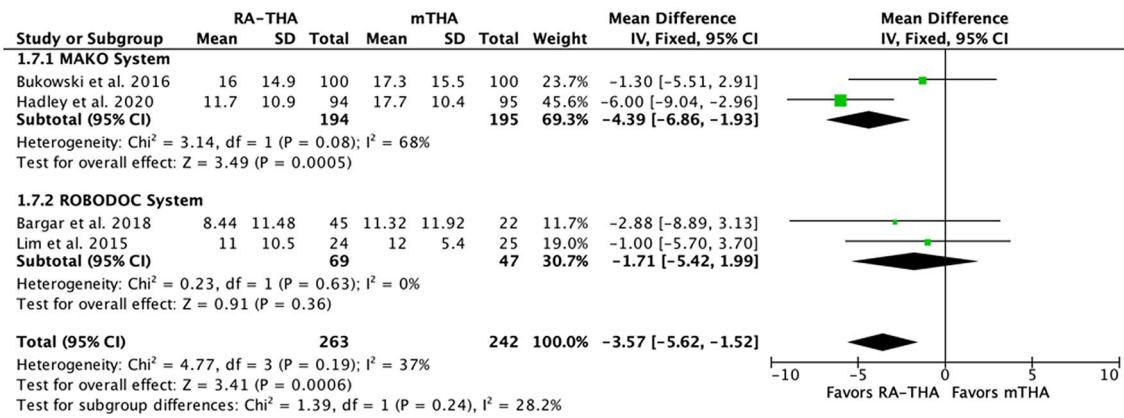 RA-THA mTHA Mean Difference Mean Difference
Study or Subgroup Mean SD Total Mean SD Total Weight IV, Fixed, 95% CI IV, Fixed, 95% CI
1.7.1 MAKO System
Bukowski et al. 2016 16 14.9 100 17.3 15.5 100 23.7% -1.30 [-5.51, 2.91]
Hadley et al. 2020 11.7 10.9 94 17.7 10.4 95 45.6% -6.00 [-9.04, -2.96]
Subtotal (95% CI) 194 195 69.3% -4.39 [-6.86, -1.93]
Heterogeneity: Chi² = 3.14, df = 1 (P = 0.08); I² = 68%
Test for overall effect: Z = 3.49 (P = 0.0005)
1.7.2 ROBODOC System
Bargar et al. 2018 8.44 11.48 45 11.32 11.92 22 11.7% -2.88 [-8.89, 3.13]
Lim et al. 2015 11 10.5 24 12 5.4 25 19.0% -1.00 [-5.70, 3.70]
Subtotal (95% CI) 69 47 30.7% -1.71 [-5.42, 1.99]
Heterogeneity: Chi² = 0.23, df = 1 (P = 0.63); I² = 0%
Test for overall effect: Z = 0.91 (P = 0.36)
Total (95% CI) 263 242 100.0% -3.57 [-5.62, -1.52]
Heterogeneity: Chi² = 4.77, df = 3 (P = 0.19); I² = 37%
Test for overall effect: Z = 3.41 (P = 0.0006)
Test for subgroup differences: Chi² = 1.39, df = 1 (P = 0.24), I² = 28.2%
-10 -5 0 5 10
Favors RA-THA Favors mTHA